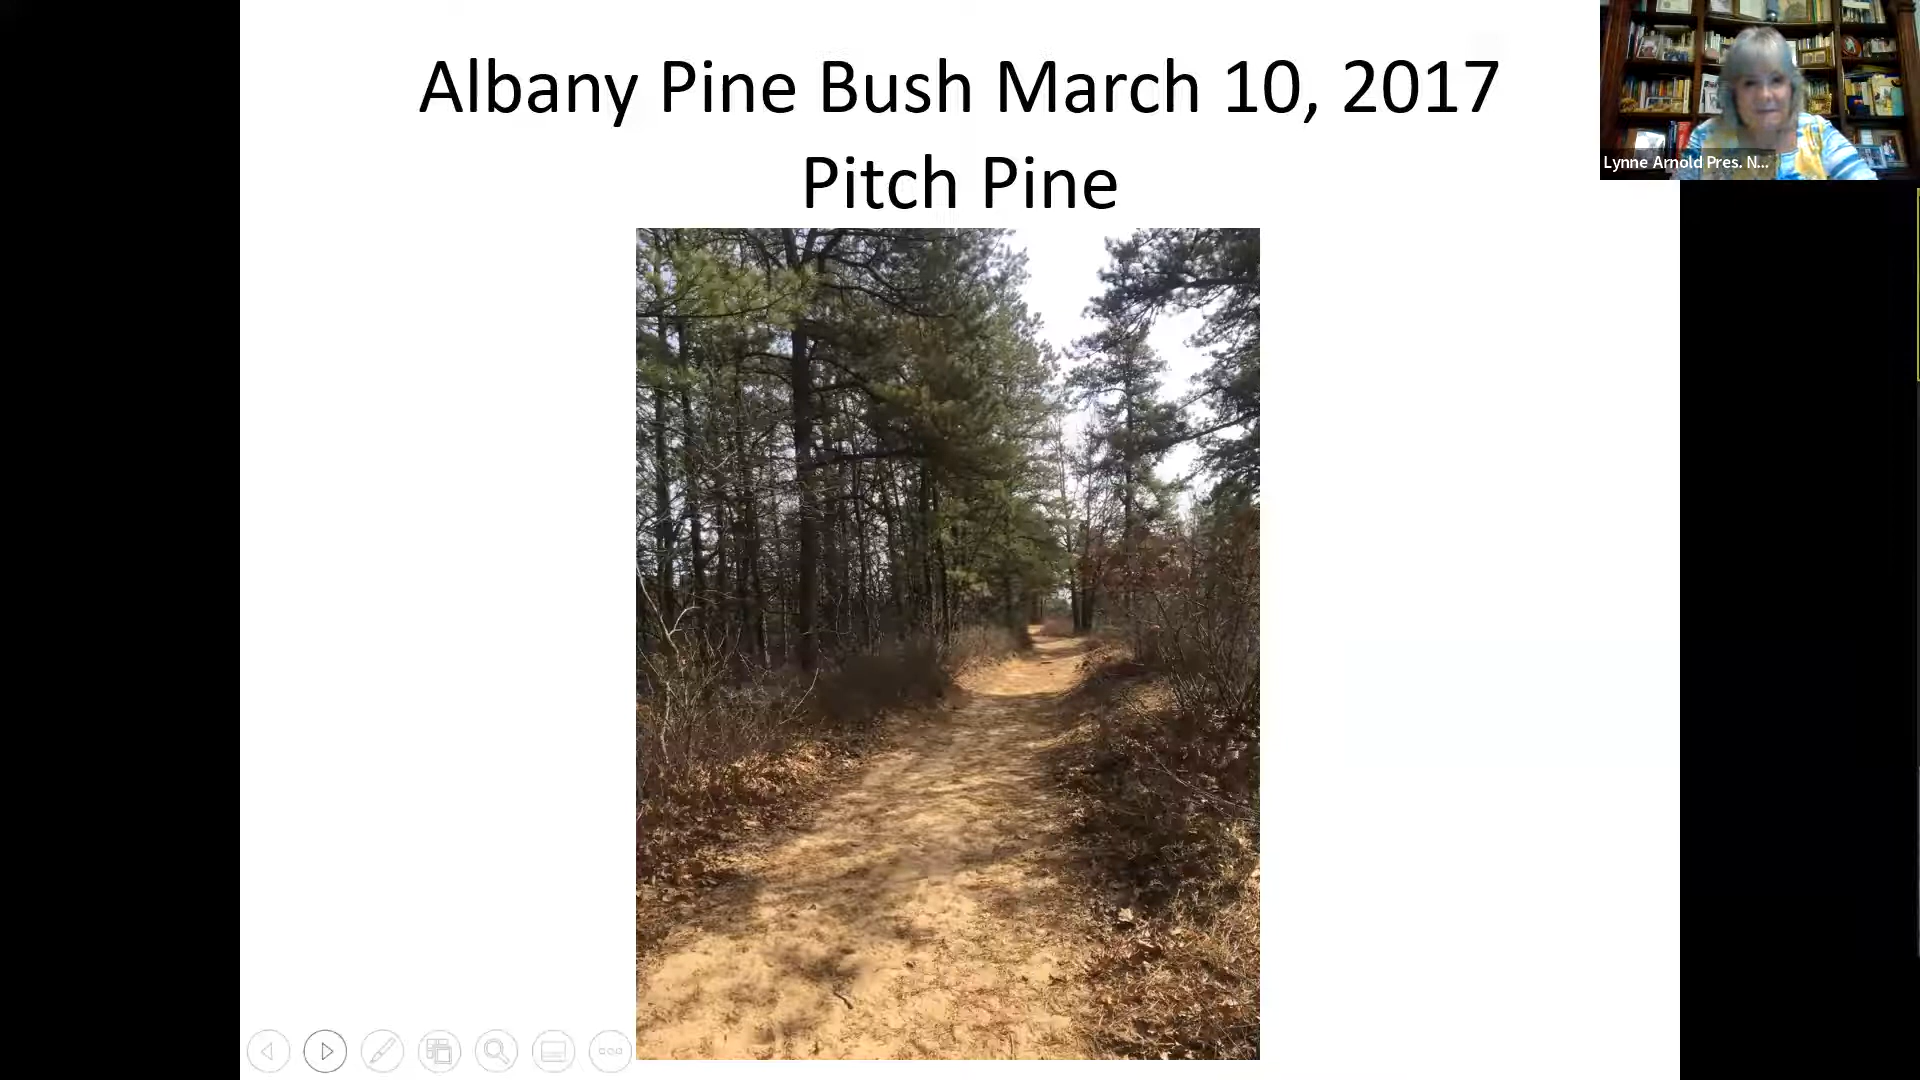 Albany Pine Bush March 10, 2017
Pitch Pine
Lynne Arnold Pres. N...